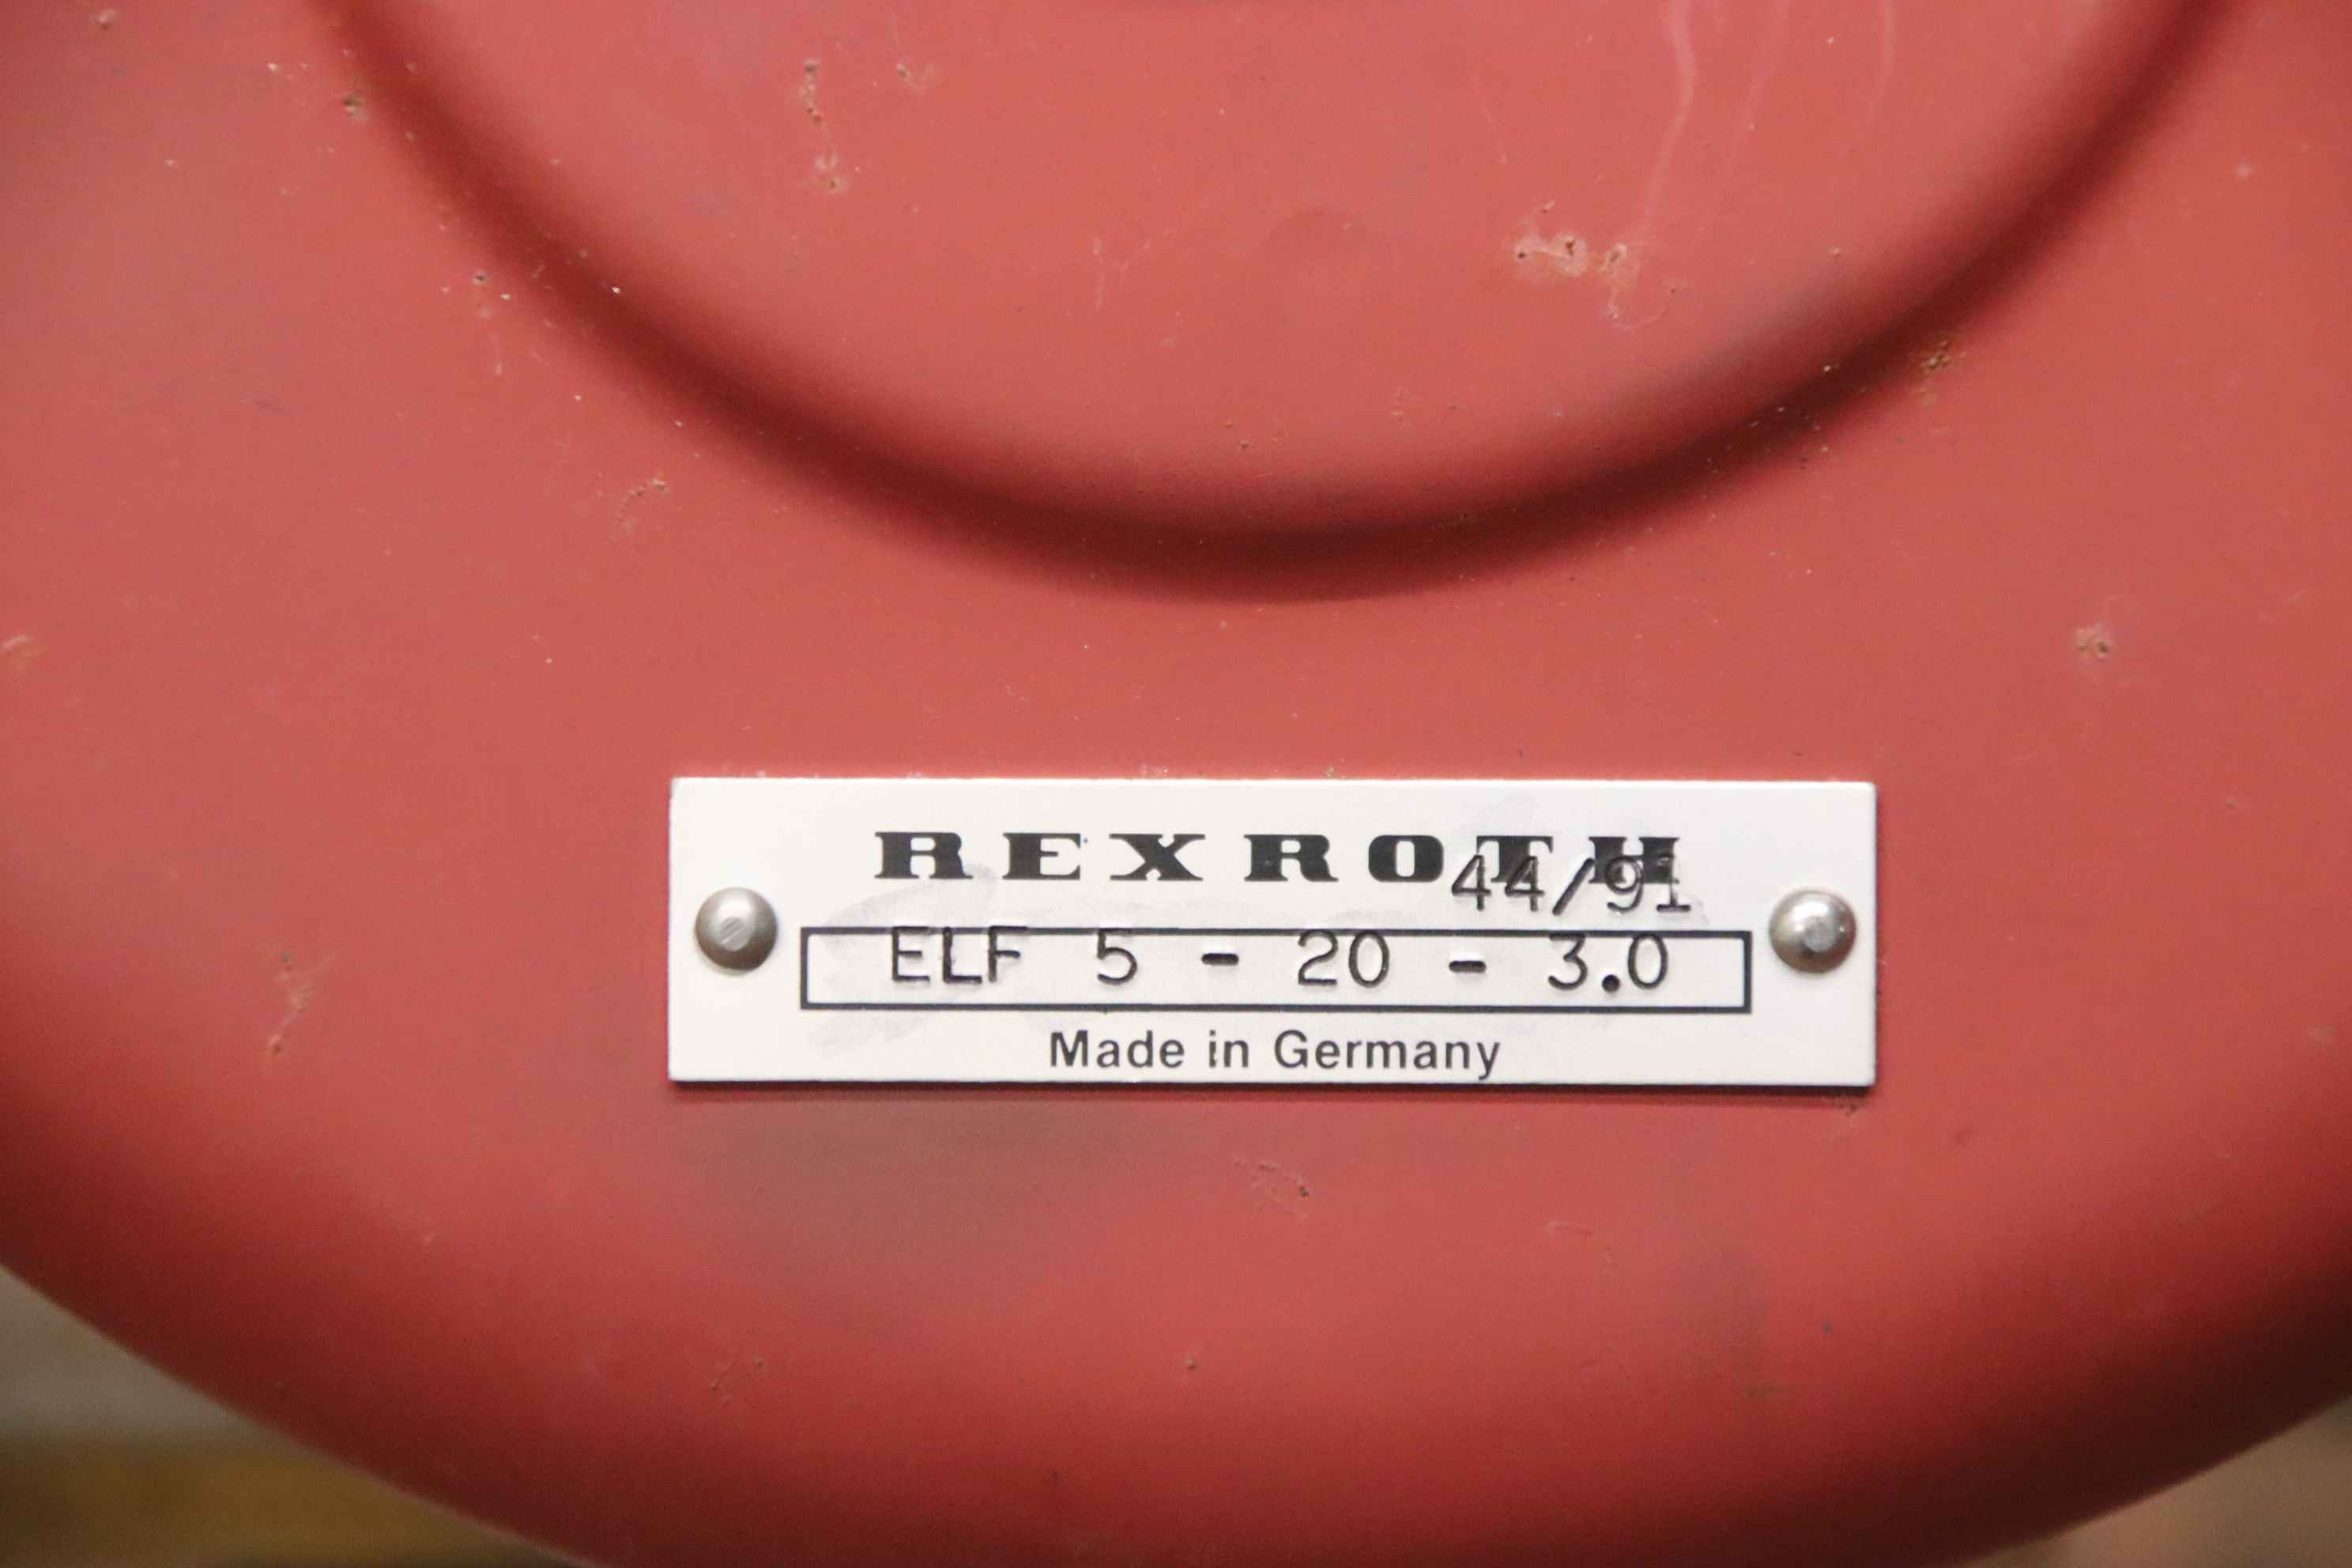 REXROTH
44/91
ELF 5 - 20 - 3.0
Made in Germany